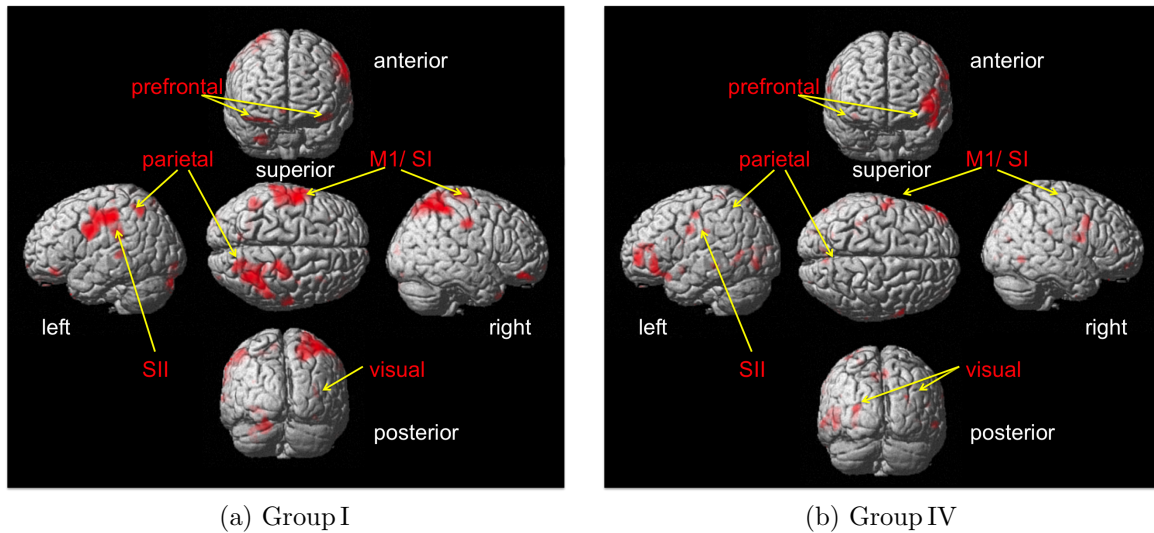 anterior
prefrontal
parietal
superior
M1/ SI
left
right
SII
visual
posterior
(a) Group I
anterior
prefrontal
parietal
superior
M1/ SI
left
right
SII
visual
posterior
(b) Group IV